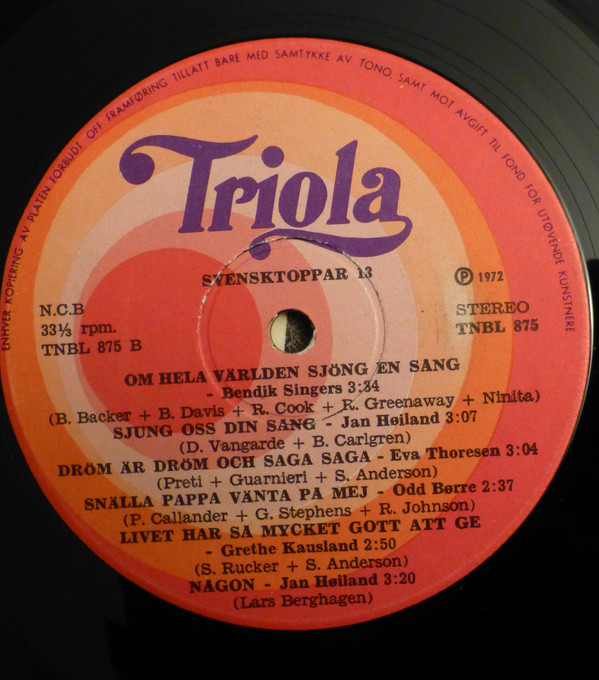 ENHVER KOPIERING AV PLATEN FORBUDT. OFF. FRAMFØRING TILLATT BARE MED SAMTYKKE AV TONO, SAMT MOT AVGIFT TIL FOND FOR UTØVENDE KUNSTNERE
Triola
SVENSKTOPPAR 13
Ⓟ 1972
N.C.B
33⅓ rpm.
TNBL 875 B
STEREO
TNBL 875
OM HELA VÄRLDEN SJÖNG EN SANG
- Bendik Singers 3:34
(B. Backer + B. Davis + R. Cook + R. Greenaway + Ninita)
SJUNG OSS DIN SANG - Jan Høiland 3:07
(D. Vangarde + B. Carlgren)
DRÖM ÄR DRÖM OCH SAGA SAGA - Eva Thoresen 3:04
(Preti + Guarnieri + S. Anderson)
SNÄLLA PAPPA VÄNTA PÅ MEJ - Odd Børre 2:37
(P. Callander + G. Stephens + R. Johnson)
LIVET HAR SA MYCKET GOTT ATT GE
- Grethe Kausland 2:50
(S. Rucker + S. Anderson)
NAGON - Jan Høiland 3:20
(Lars Berghagen)